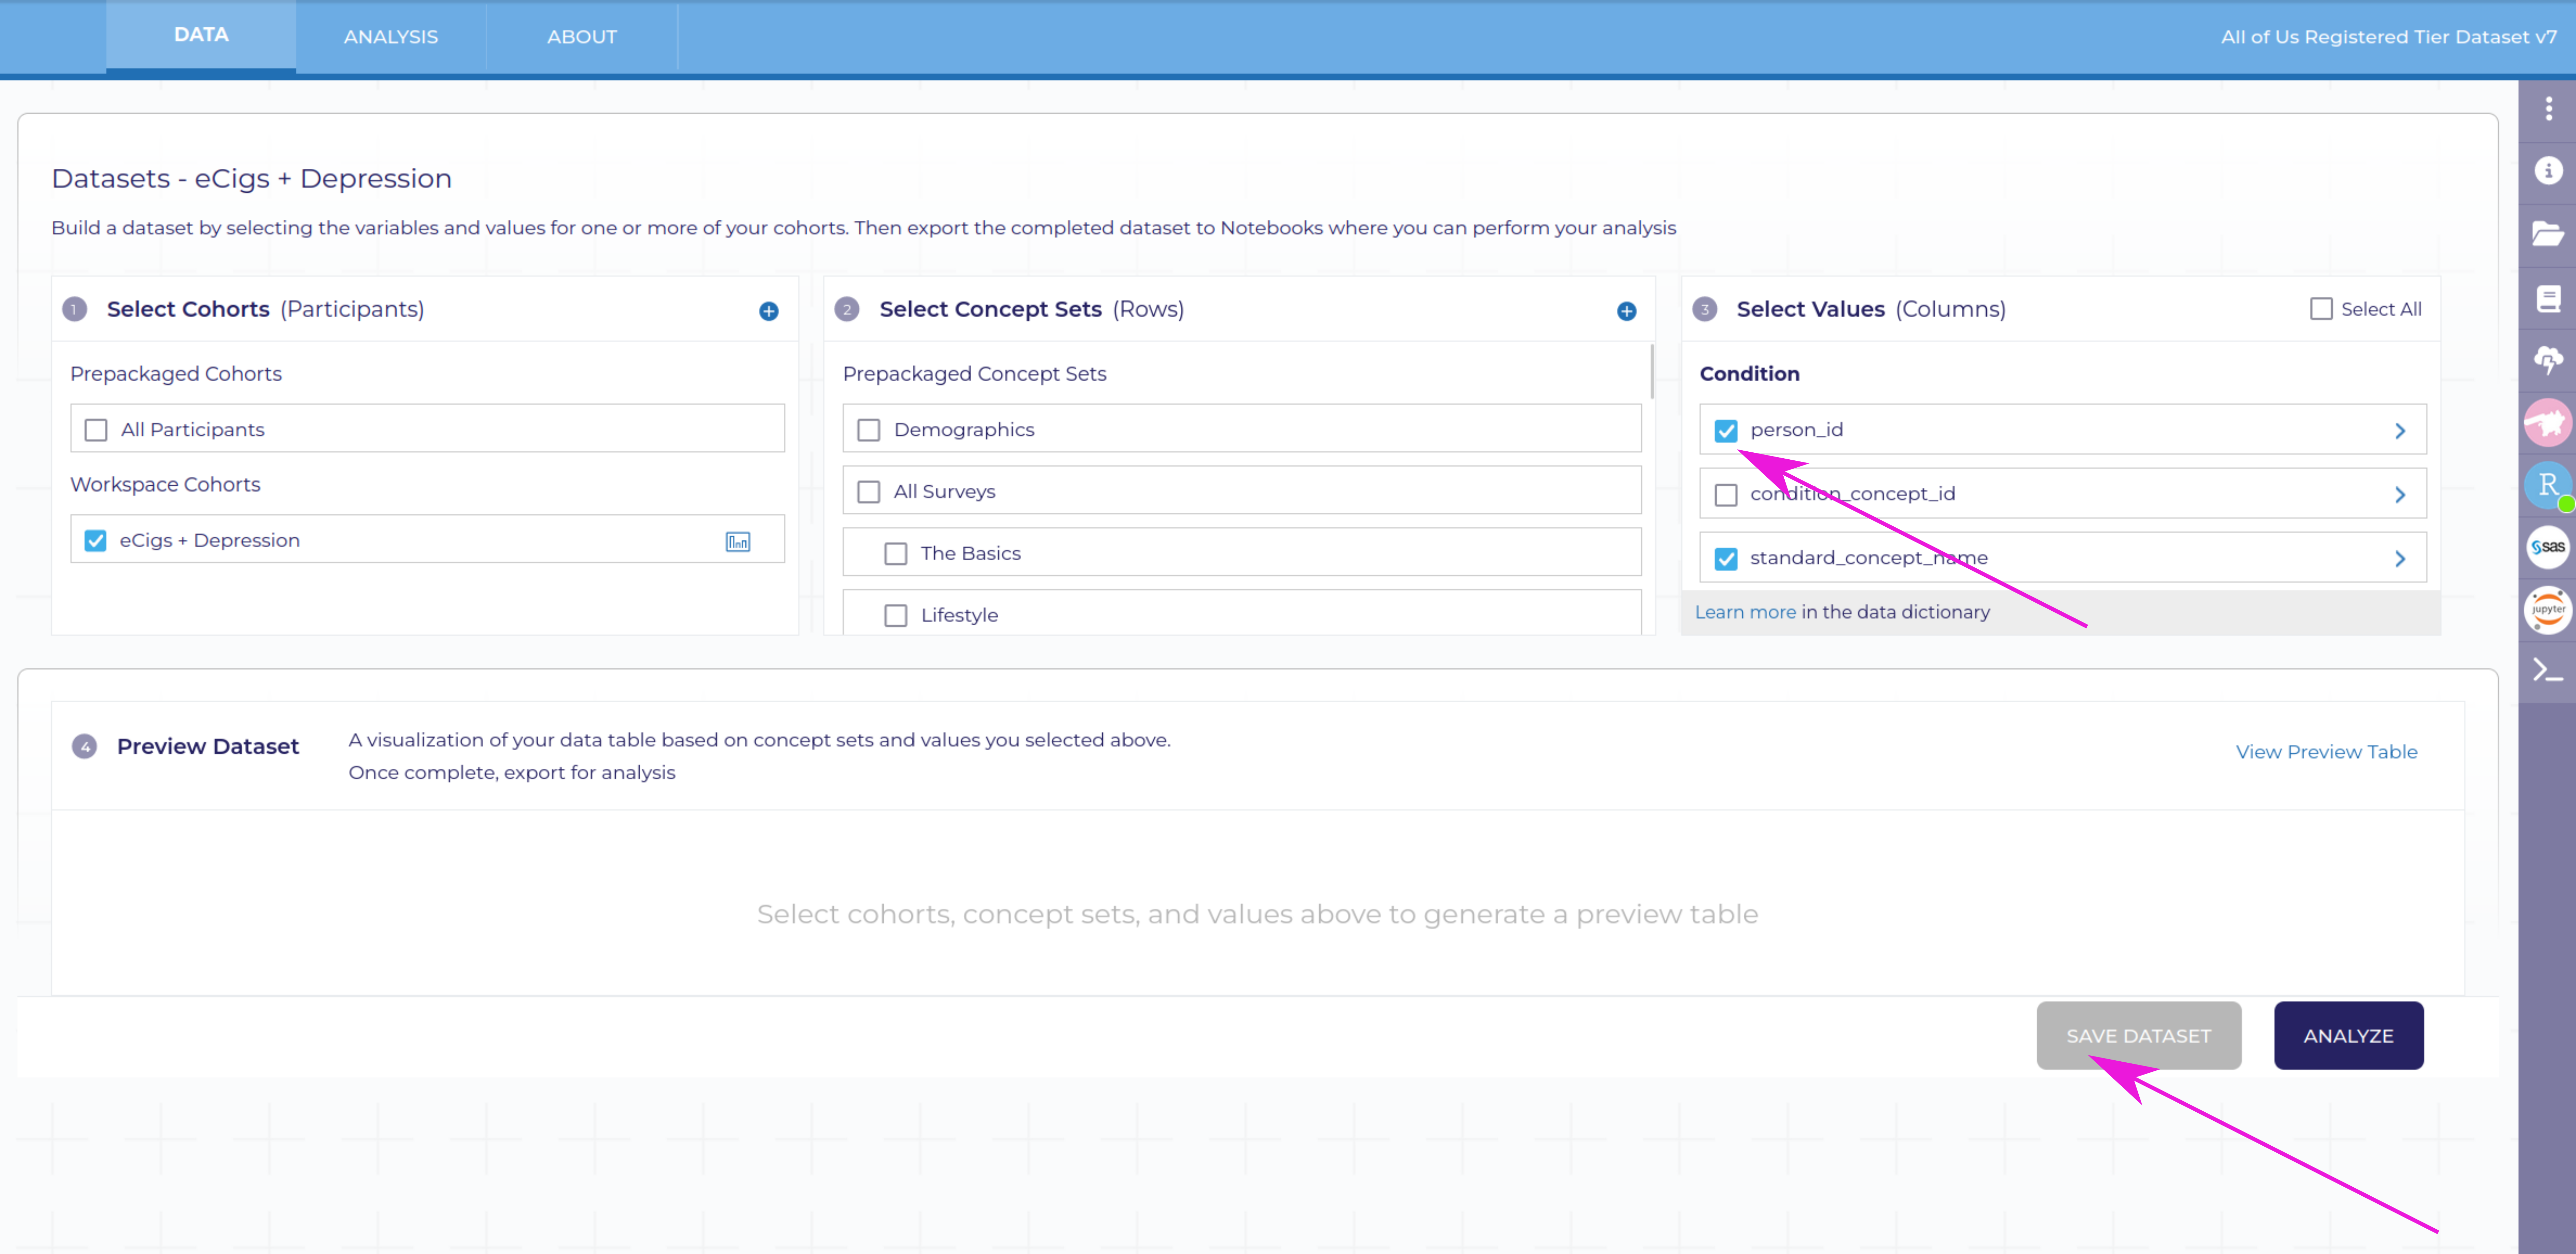 DATA
ANALYSIS
ABOUT
All of Us Registered Tier Dataset v7
Datasets - eCigs + Depression
Build a dataset by selecting the variables and values for one or more of your cohorts. Then export the completed dataset to Notebooks where you can perform your analysis
1 Select Cohorts (Participants)
Prepackaged Cohorts
All Participants
Workspace Cohorts
eCigs + Depression
2 Select Concept Sets (Rows)
Prepackaged Concept Sets
Demographics
All Surveys
The Basics
Lifestyle
3 Select Values (Columns)
Select All
Condition
person_id
condition_concept_id
standard_concept_name
Learn more in the data dictionary
4 Preview Dataset
A visualization of your data table based on concept sets and values you selected above.
Once complete, export for analysis
View Preview Table
Select cohorts, concept sets, and values above to generate a preview table
SAVE DATASET
ANALYZE
R
sas
jupyter